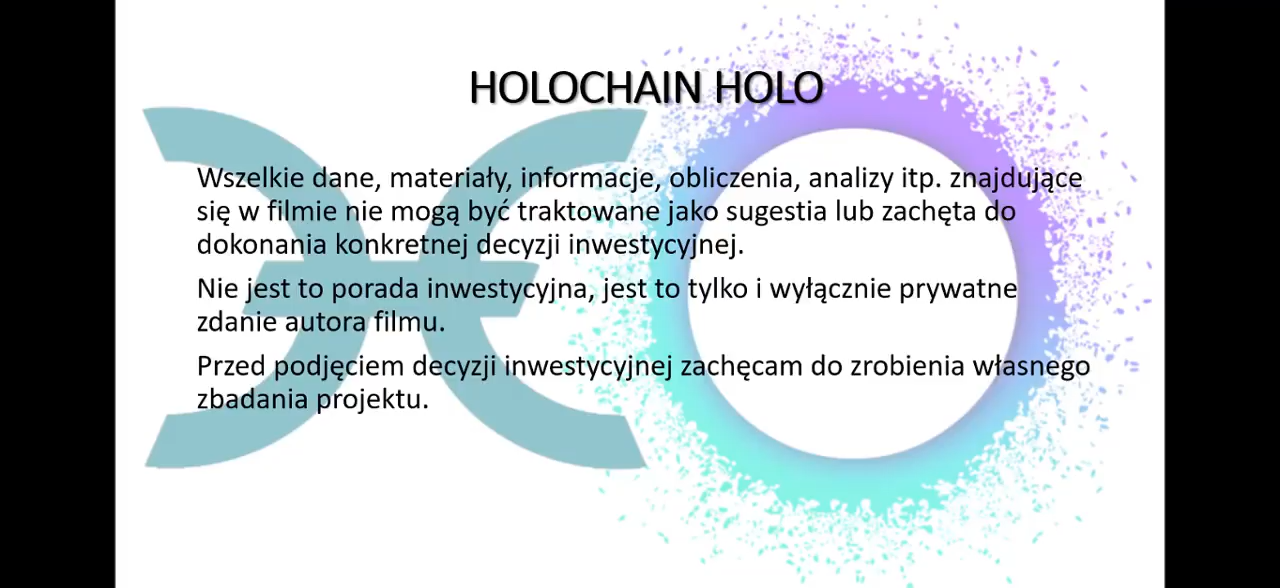 HOLOCHAIN HOLO
Wszelkie dane, materiały, informacje, obliczenia, analizy itp. znajdujące
się w filmie nie mogą być traktowane jako sugestia lub zachęta do
dokonania konkretnej decyzji inwestycyjnej.
Nie jest to porada inwestycyjna, jest to tylko i wyłącznie prywatne
zdanie autora filmu.
Przed podjęciem decyzji inwestycyjnej zachęcam do zrobienia własnego
zbadania projektu.